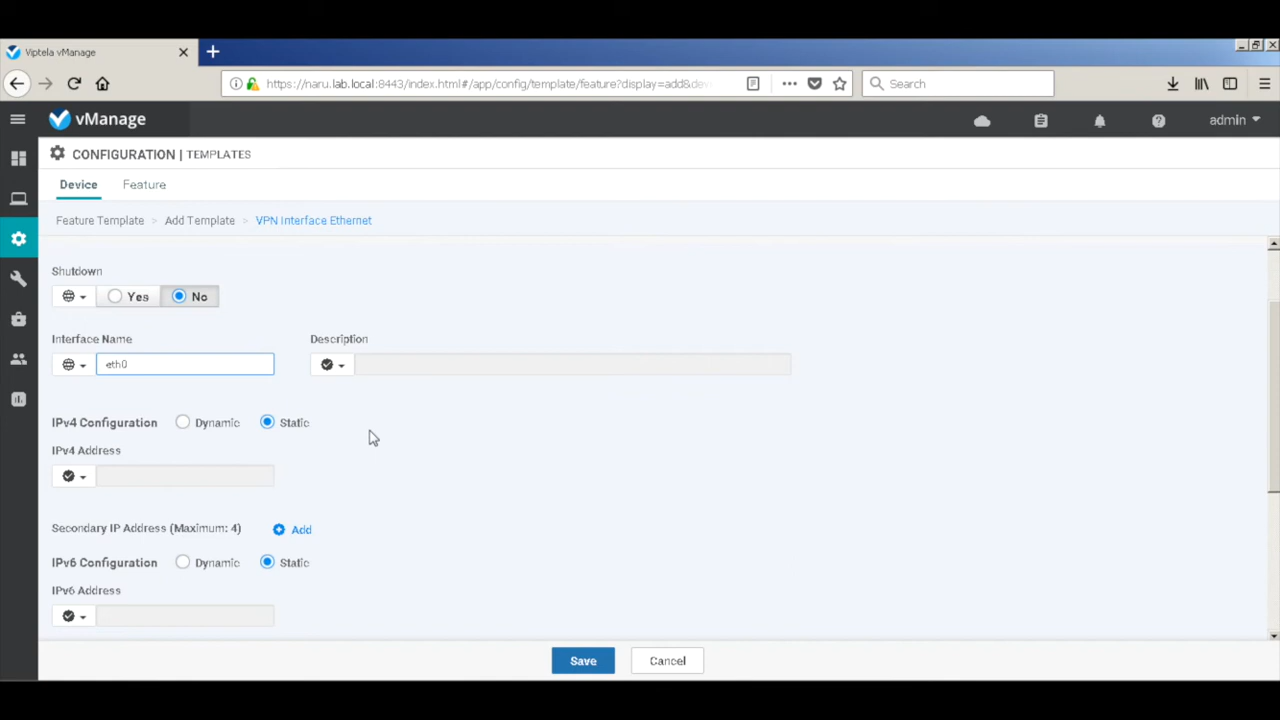 Viptela vManage
https://naru.lab.local:8443/index.html#/app/config/template/feature?display=add&dev
Search
vManage
admin
CONFIGURATION | TEMPLATES
Device
Feature
Feature Template > Add Template > VPN Interface Ethernet
Shutdown
Yes
No
Interface Name
Description
eth0
IPv4 Configuration
Dynamic
Static
IPv4 Address
Secondary IP Address (Maximum: 4)
Add
IPv6 Configuration
Dynamic
Static
IPv6 Address
Save
Cancel